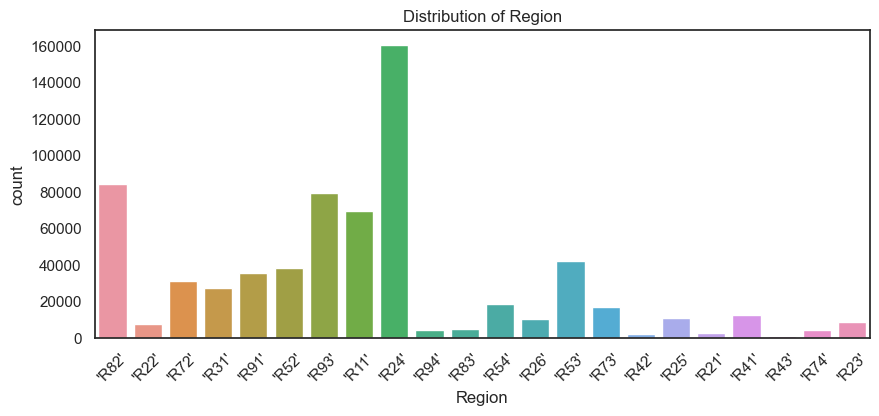 Distribution of Region
160000
140000
120000
100000
80000
60000
40000
20000
0
count
'R82' 'R22' 'R72' 'R31' 'R91' 'R52' 'R93' 'R11' 'R24' 'R94' 'R83' 'R54' 'R26' 'R53' 'R73' 'R42' 'R25' 'R21' 'R41' 'R43' 'R74' 'R23'
Region